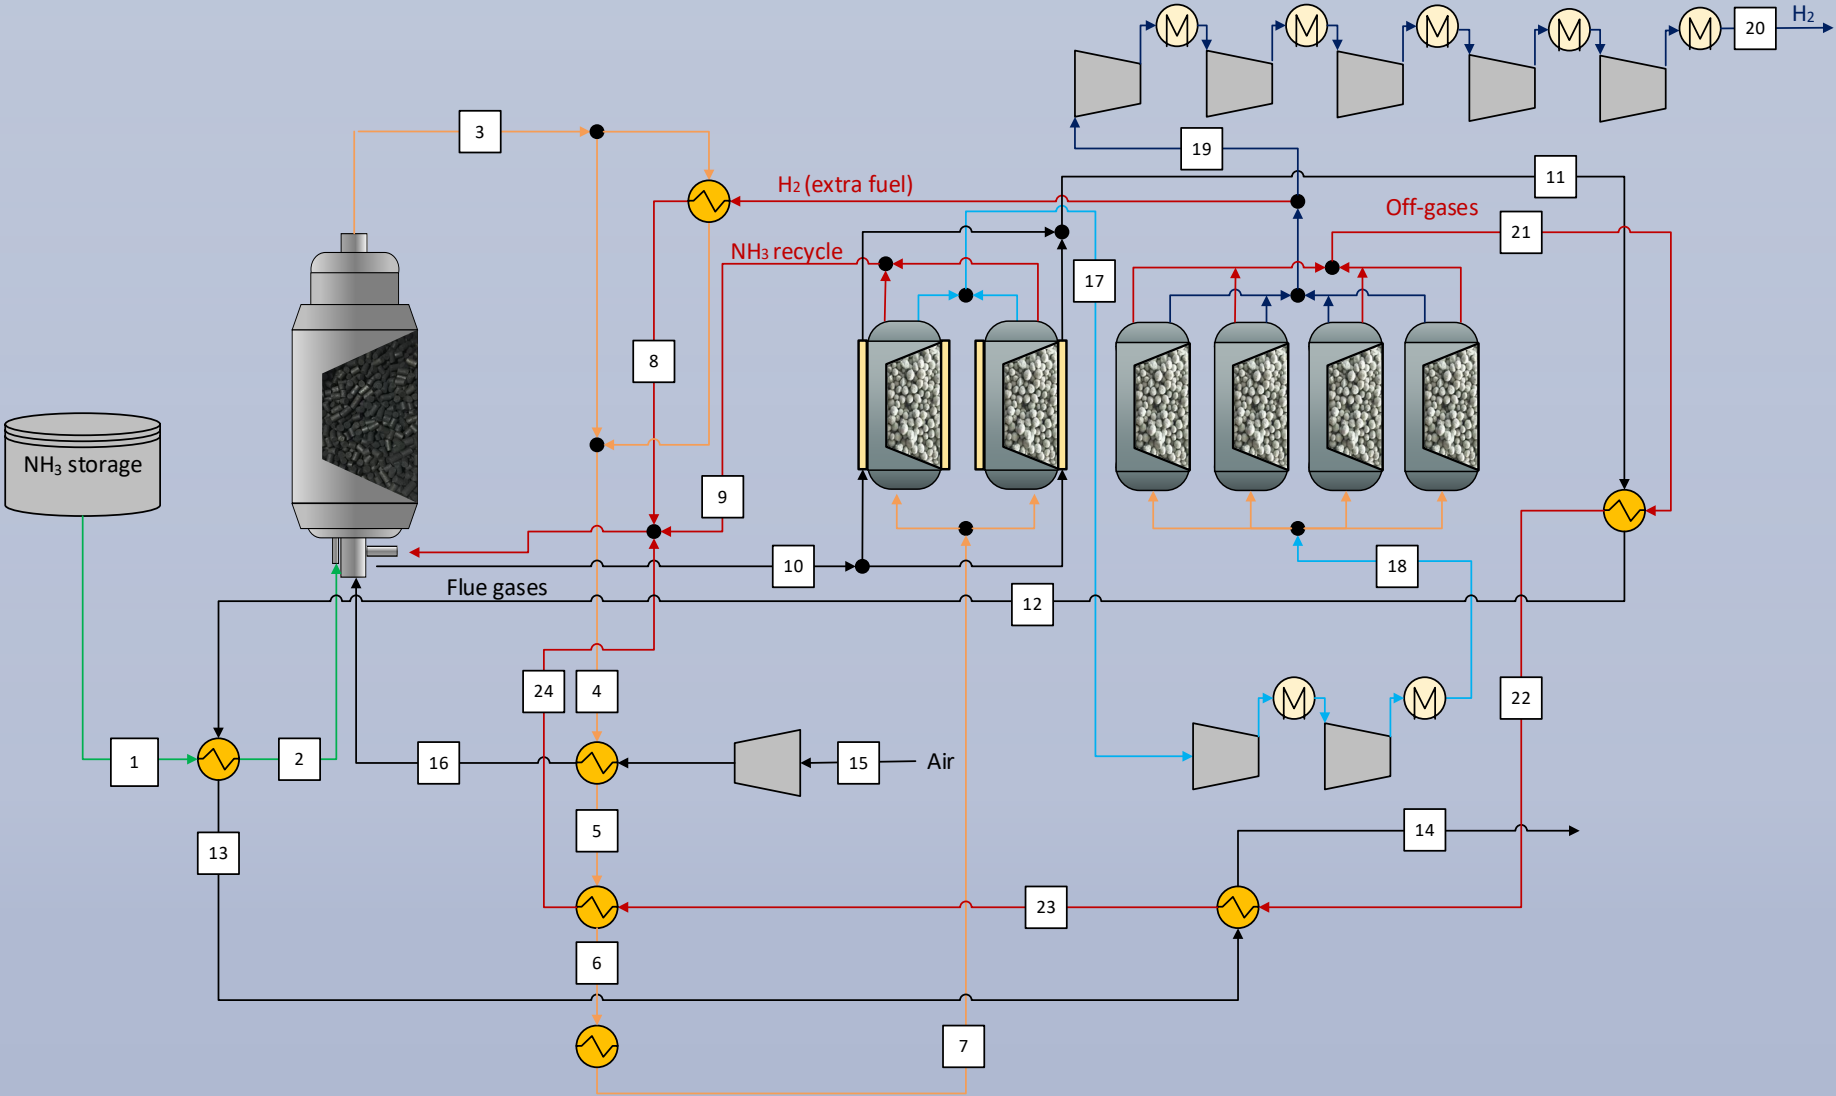 20
H₂
3
19
11
H₂ (extra fuel)
Off-gases
21
NH₃ recycle
17
8
NH₃ storage
9
10
18
Flue gases
12
24
4
22
1
2
16
15
Air
5
14
13
23
6
7
M
M
M
M
M
M
M